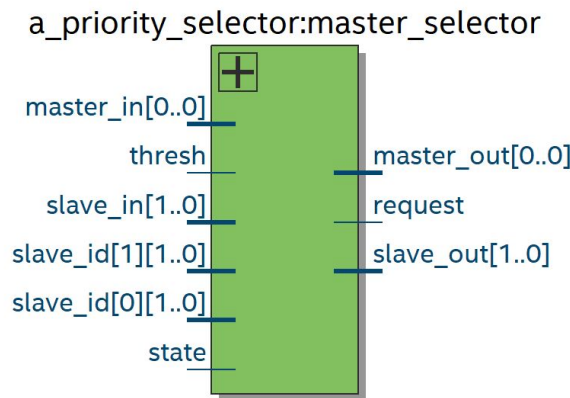 a_priority_selector:master_selector
master_in[0..0]
thresh
master_out[0..0]
slave_in[1..0]
request
slave_id[1][1..0]
slave_out[1..0]
slave_id[0][1..0]
state